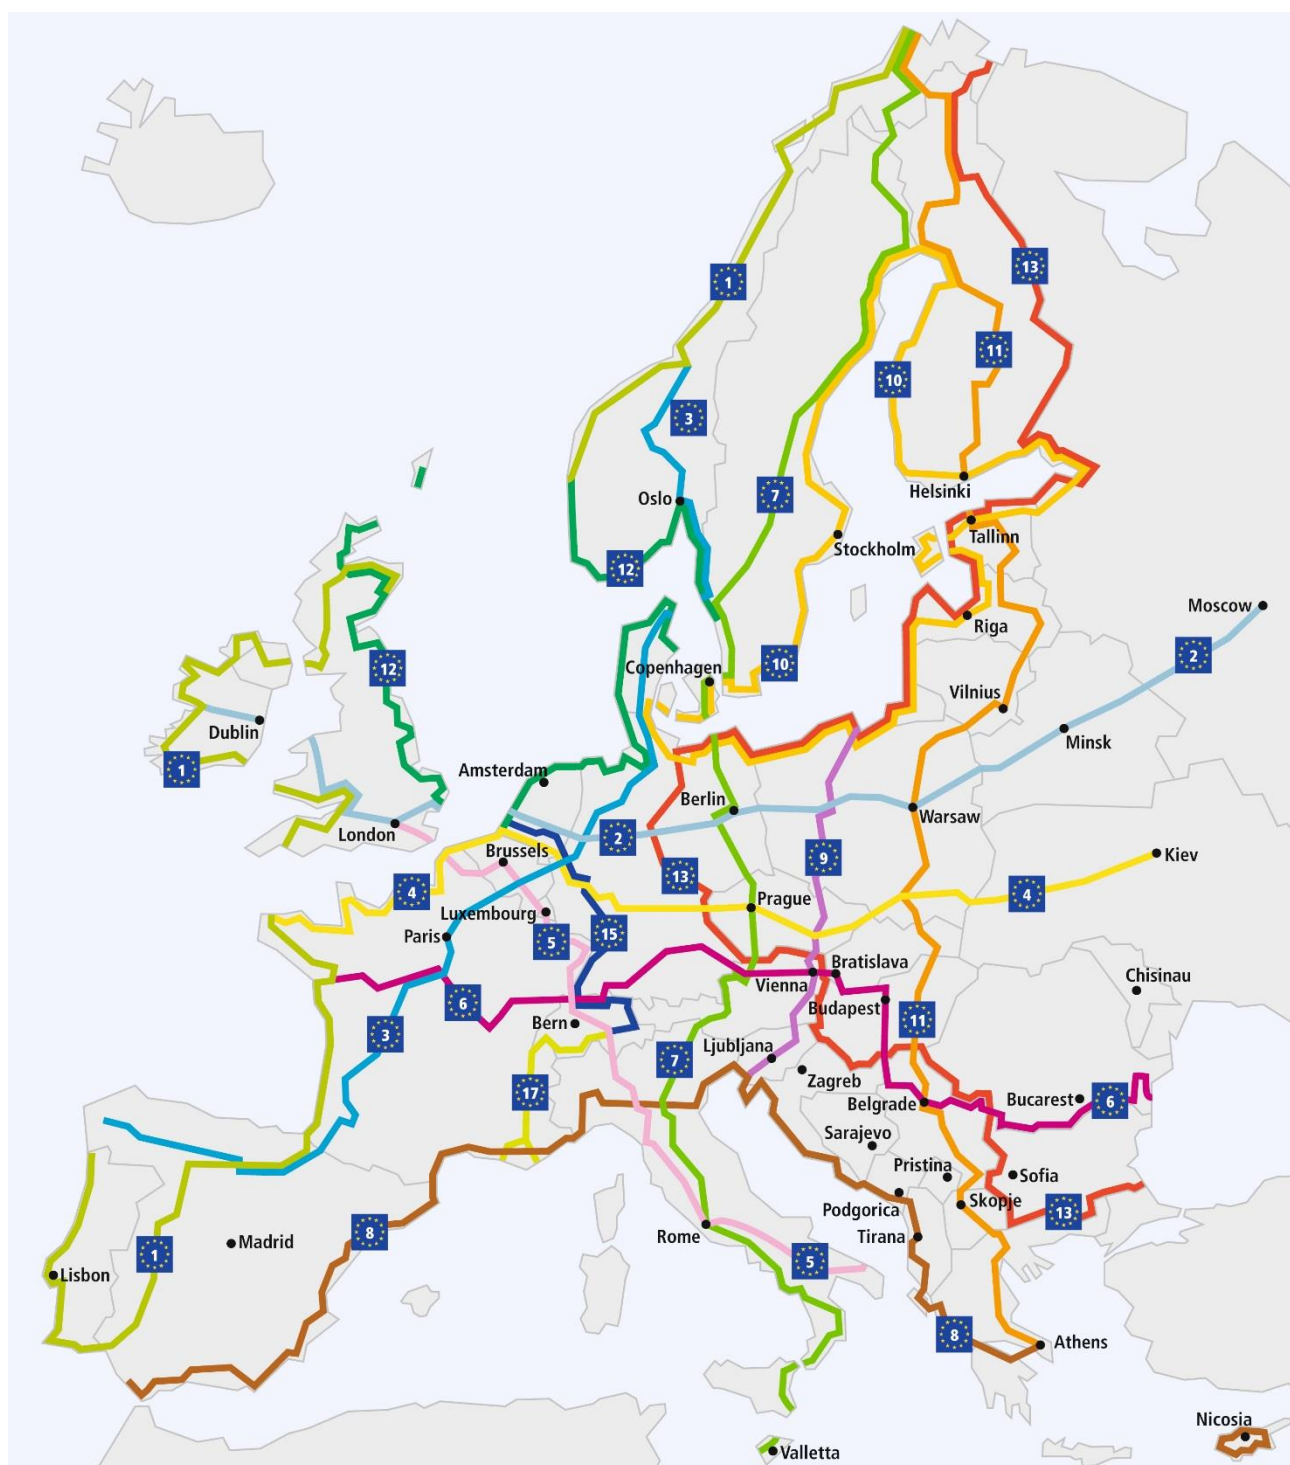 1
13
11
10
3
Oslo
7
Helsinki
Tallinn
Stockholm
12
Moscow
Riga
2
12
Copenhagen
10
Vilnius
Dublin
Minsk
1
Amsterdam
Berlin
Warsaw
London
2
Brussels
9
Kiev
13
4
4
Prague
Luxembourg
Paris
15
5
Bratislava
Vienna
Chisinau
6
Budapest
Bern
11
3
Ljubljana
7
Zagreb
17
Belgrade
Bucarest
6
Sarajevo
Pristina
Sofia
Podgorica
Skopje
13
8
Rome
Tirana
Madrid
1
5
Lisbon
8
Athens
Nicosia
Valletta